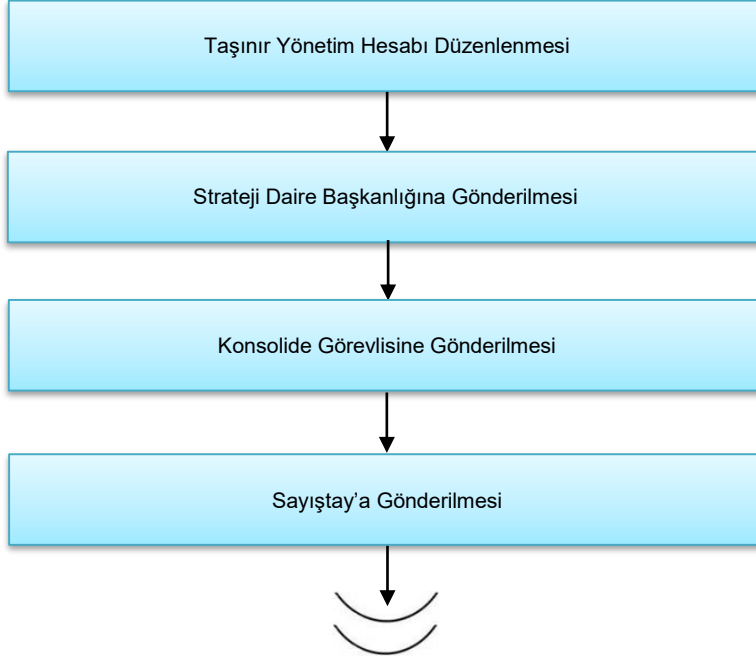 Taşınır Yönetim Hesabı Düzenlenmesi
Strateji Daire Başkanlığına Gönderilmesi
Konsolide Görevlisine Gönderilmesi
Sayıştay’a Gönderilmesi